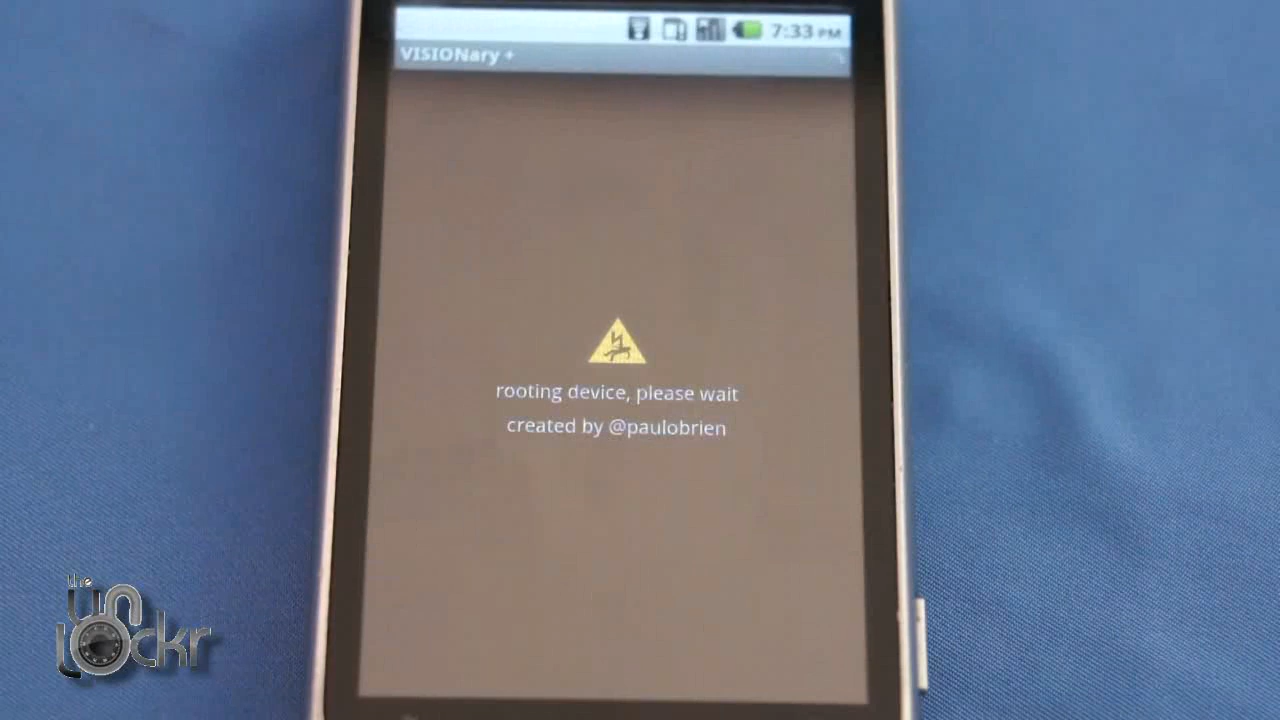 7:33 PM
VISIONary +
rooting device, please wait
created by @paulobrien
the
unlockr